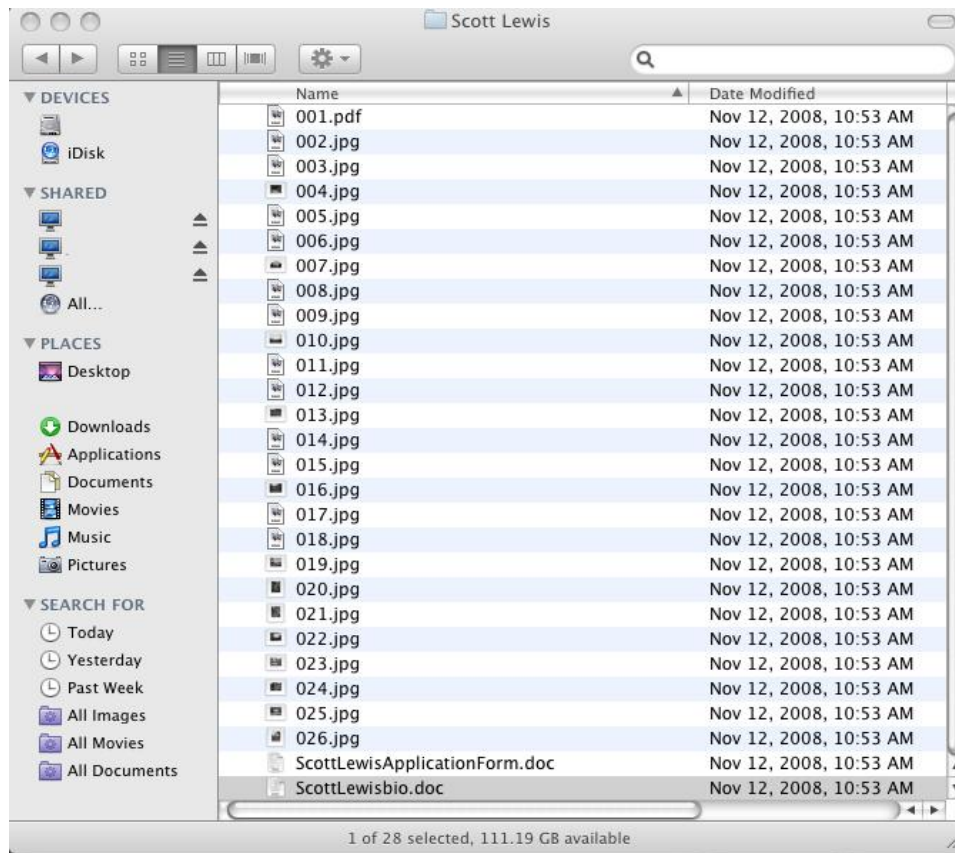 Scott Lewis
DEVICES
iDisk
SHARED
All...
PLACES
Desktop
Downloads
Applications
Documents
Movies
Music
Pictures
SEARCH FOR
Today
Yesterday
Past Week
All Images
All Movies
All Documents
Name Date Modified
001.pdf Nov 12, 2008, 10:53 AM
002.jpg Nov 12, 2008, 10:53 AM
003.jpg Nov 12, 2008, 10:53 AM
004.jpg Nov 12, 2008, 10:53 AM
005.jpg Nov 12, 2008, 10:53 AM
006.jpg Nov 12, 2008, 10:53 AM
007.jpg Nov 12, 2008, 10:53 AM
008.jpg Nov 12, 2008, 10:53 AM
009.jpg Nov 12, 2008, 10:53 AM
010.jpg Nov 12, 2008, 10:53 AM
011.jpg Nov 12, 2008, 10:53 AM
012.jpg Nov 12, 2008, 10:53 AM
013.jpg Nov 12, 2008, 10:53 AM
014.jpg Nov 12, 2008, 10:53 AM
015.jpg Nov 12, 2008, 10:53 AM
016.jpg Nov 12, 2008, 10:53 AM
017.jpg Nov 12, 2008, 10:53 AM
018.jpg Nov 12, 2008, 10:53 AM
019.jpg Nov 12, 2008, 10:53 AM
020.jpg Nov 12, 2008, 10:53 AM
021.jpg Nov 12, 2008, 10:53 AM
022.jpg Nov 12, 2008, 10:53 AM
023.jpg Nov 12, 2008, 10:53 AM
024.jpg Nov 12, 2008, 10:53 AM
025.jpg Nov 12, 2008, 10:53 AM
026.jpg Nov 12, 2008, 10:53 AM
ScottLewisApplicationForm.doc Nov 12, 2008, 10:53 AM
ScottLewisbio.doc Nov 12, 2008, 10:53 AM
1 of 28 selected, 111.19 GB available